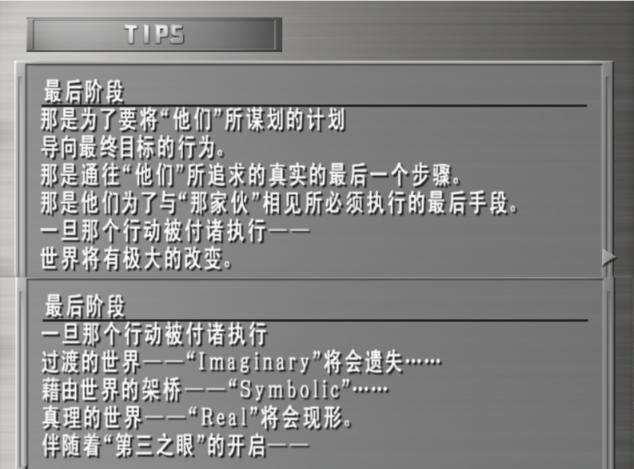 TIPS
最后阶段
那是为了要将“他们”所谋划的计划
导向最终目标的行为。
那是通往“他们”所追求的真实的最后一个步骤。
那是他们为了与“那家伙”相见所必须执行的最后手段。
一旦那个行动被付诸执行——
世界将有极大的改变。
最后阶段
一旦那个行动被付诸执行
过渡的世界——“Imaginary”将会遗失……
藉由世界的架桥——“Symbolic”……
真理的世界——“Real”将会现形。
伴随着“第三之眼”的开启——